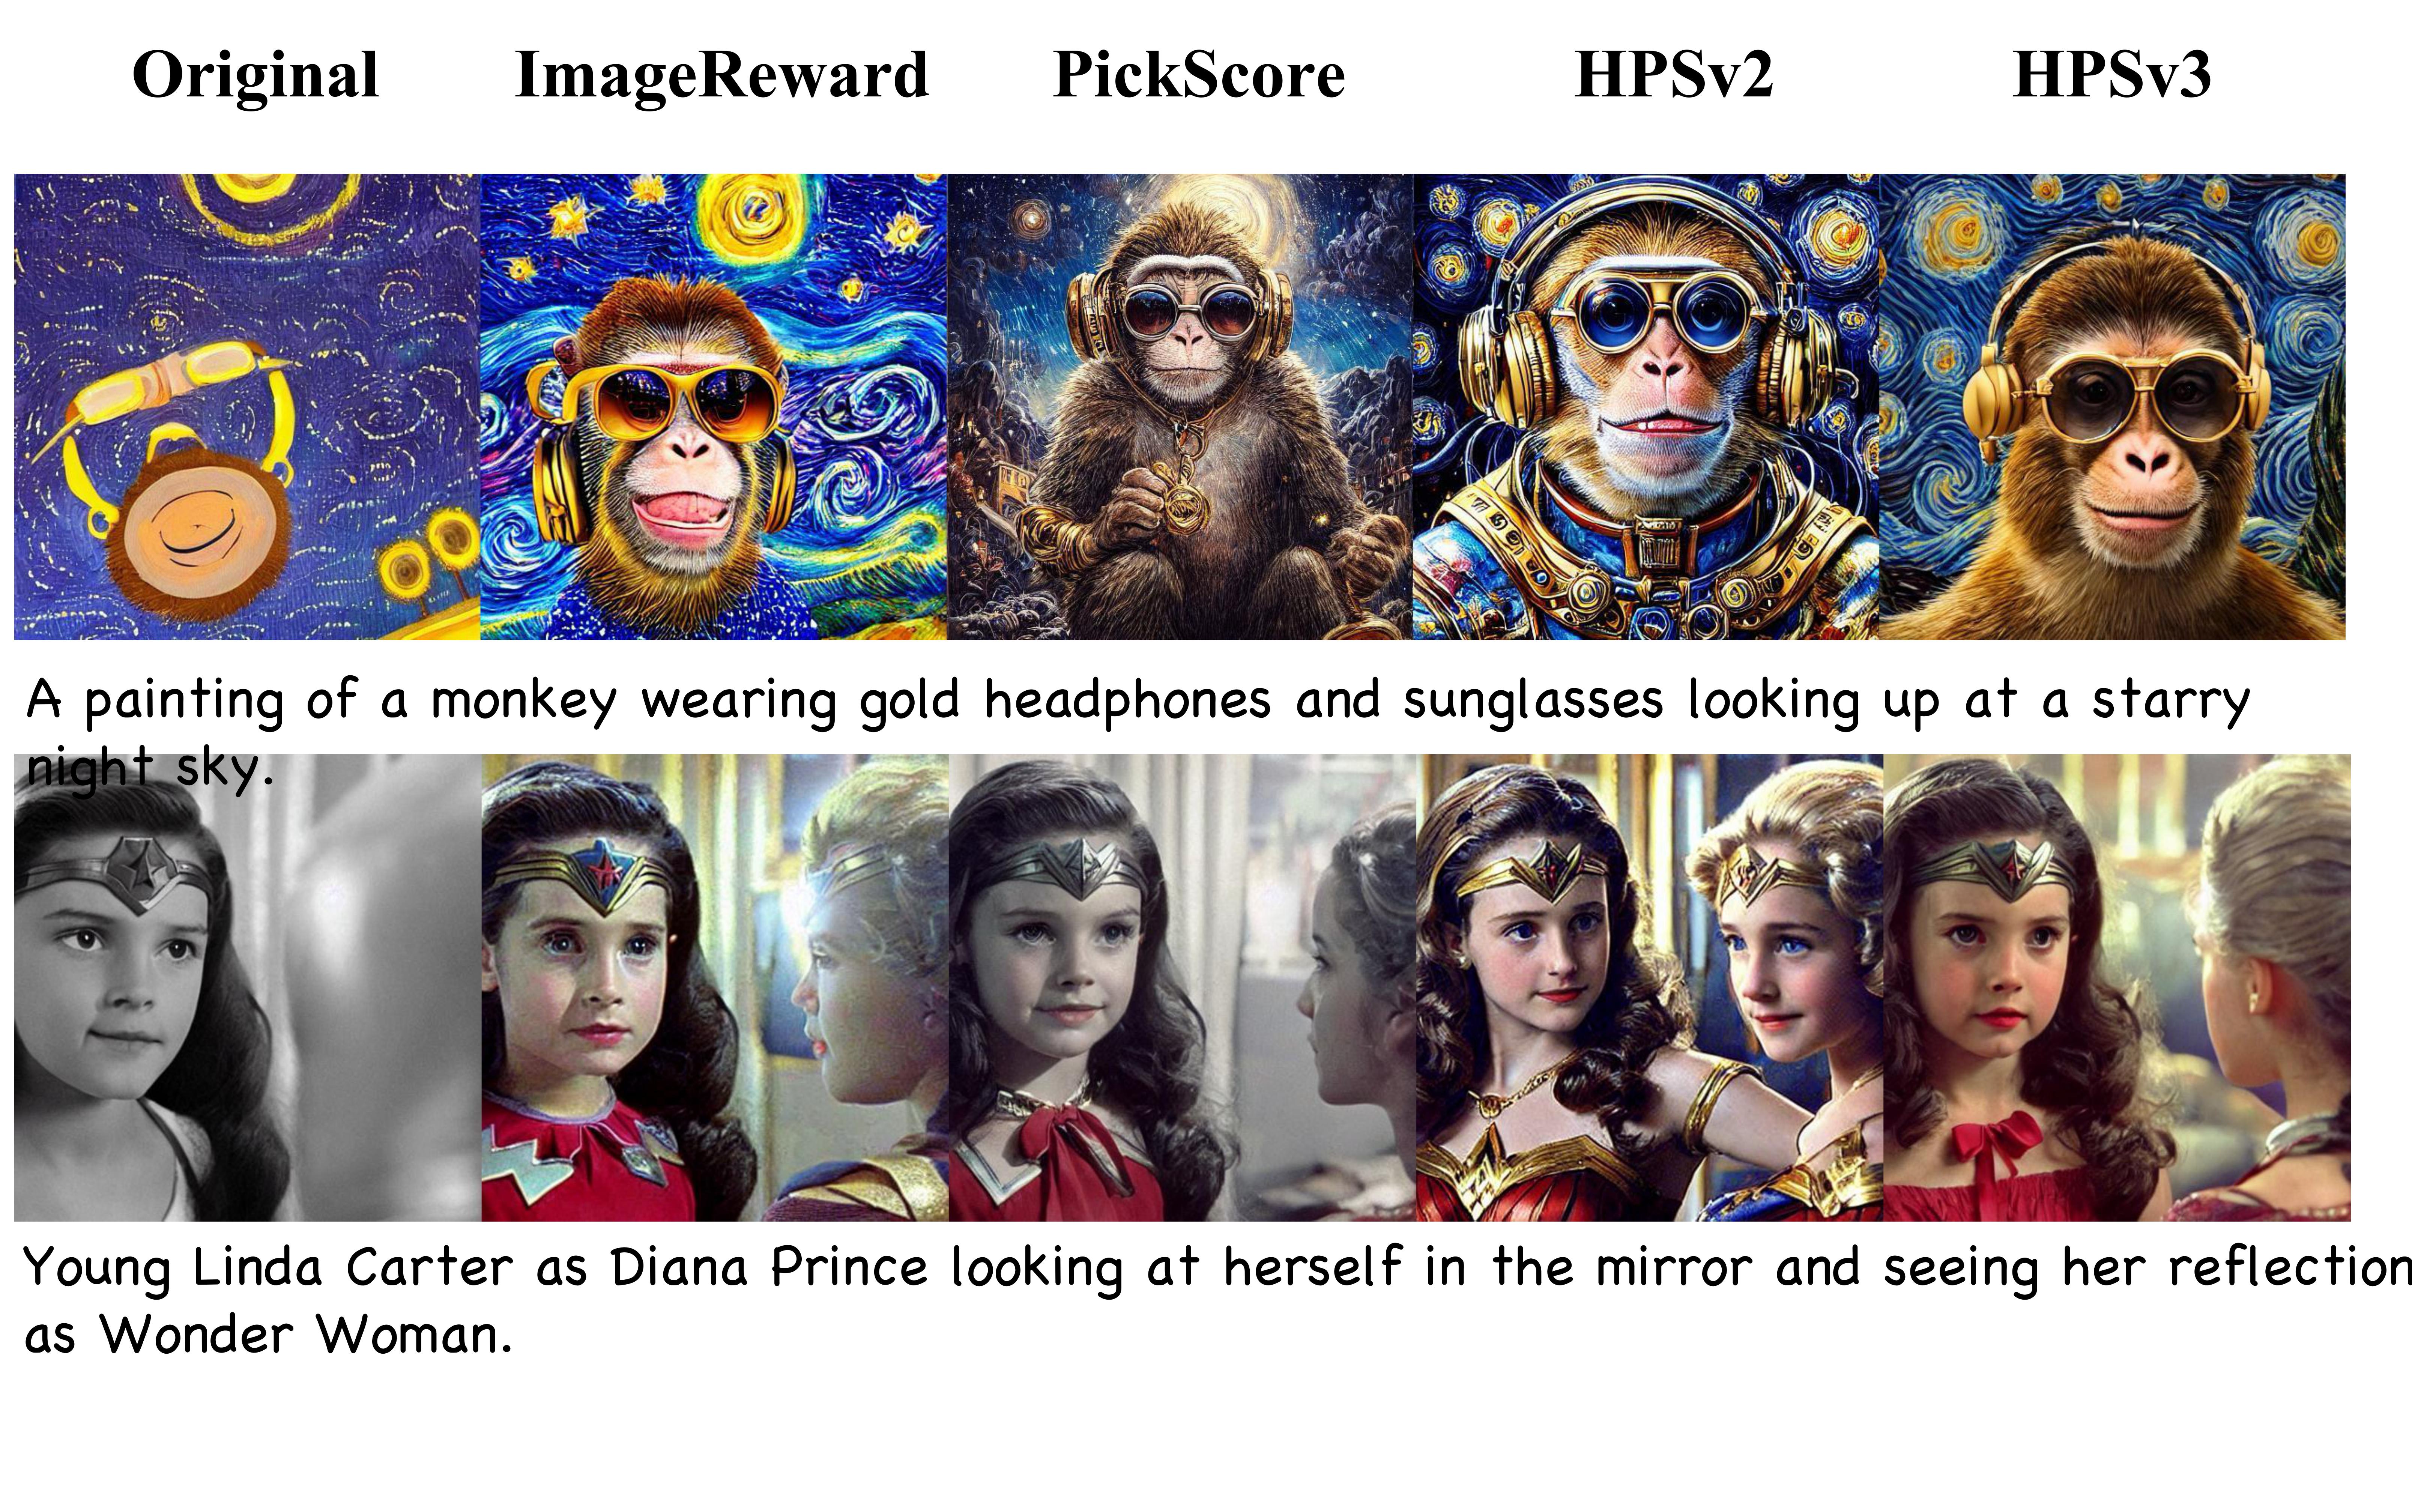 Original ImageReward PickScore HPSv2 HPSv3
A painting of a monkey wearing gold headphones and sunglasses looking up at a starry
night sky.
Young Linda Carter as Diana Prince looking at herself in the mirror and seeing her reflection
as Wonder Woman.